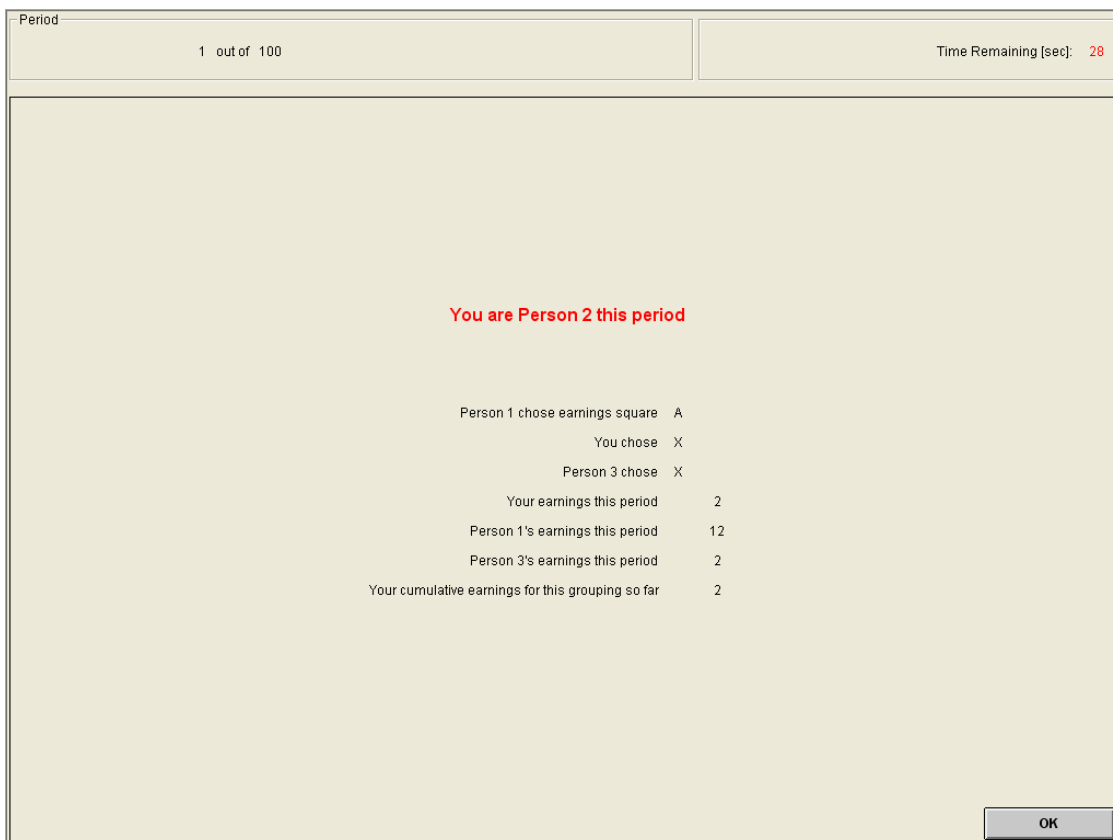 Period
1 out of 100
Time Remaining [sec]: 28
You are Person 2 this period
Person 1 chose earnings square A
You chose X
Person 3 chose X
Your earnings this period 2
Person 1's earnings this period 12
Person 3's earnings this period 2
Your cumulative earnings for this grouping so far 2
OK